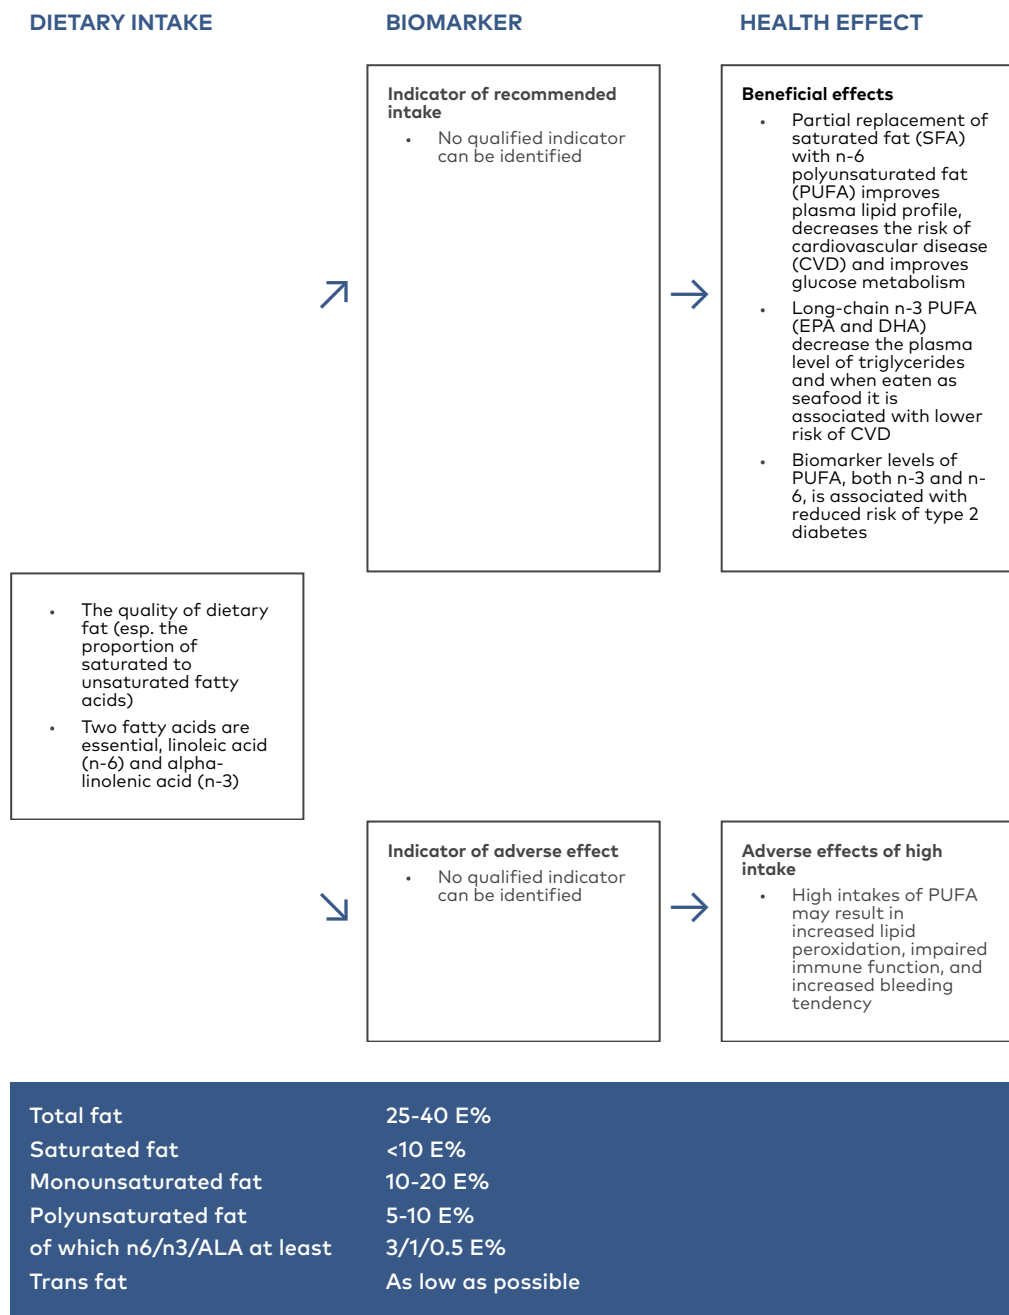 DIETARY INTAKE
BIOMARKER
HEALTH EFFECT
Indicator of recommended
intake
• No qualified indicator
can be identified
Beneficial effects
• Partial replacement of
saturated fat (SFA)
with n-6
polyunsaturated fat
(PUFA) improves
plasma lipid profile,
decreases the risk of
cardiovascular disease
(CVD) and improves
glucose metabolism
• Long-chain n-3 PUFA
(EPA and DHA)
decrease the plasma
level of triglycerides
and when eaten as
seafood it is
associated with lower
risk of CVD
• Biomarker levels of
PUFA, both n-3 and n-
6, is associated with
reduced risk of type 2
diabetes
• The quality of dietary
fat (esp. the
proportion of
saturated to
unsaturated fatty
acids)
• Two fatty acids are
essential, linoleic acid
(n-6) and alpha-
linolenic acid (n-3)
Indicator of adverse effect
• No qualified indicator
can be identified
Adverse effects of high
intake
• High intakes of PUFA
may result in
increased lipid
peroxidation, impaired
immune function, and
increased bleeding
tendency
Total fat 25-40 E%
Saturated fat <10 E%
Monounsaturated fat 10-20 E%
Polyunsaturated fat 5-10 E%
of which n6/n3/ALA at least 3/1/0.5 E%
Trans fat As low as possible